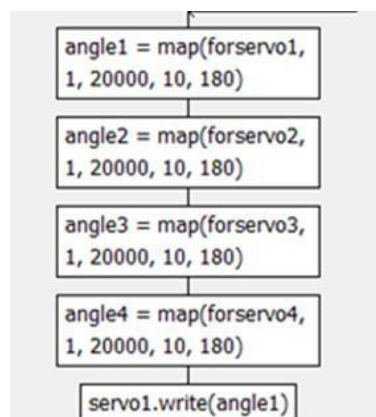 angle1 = map(forservo1,
1, 20000, 10, 180)
angle2 = map(forservo2,
1, 20000, 10, 180)
angle3 = map(forservo3,
1, 20000, 10, 180)
angle4 = map(forservo4,
1, 20000, 10, 180)
servo1.write(angle1)